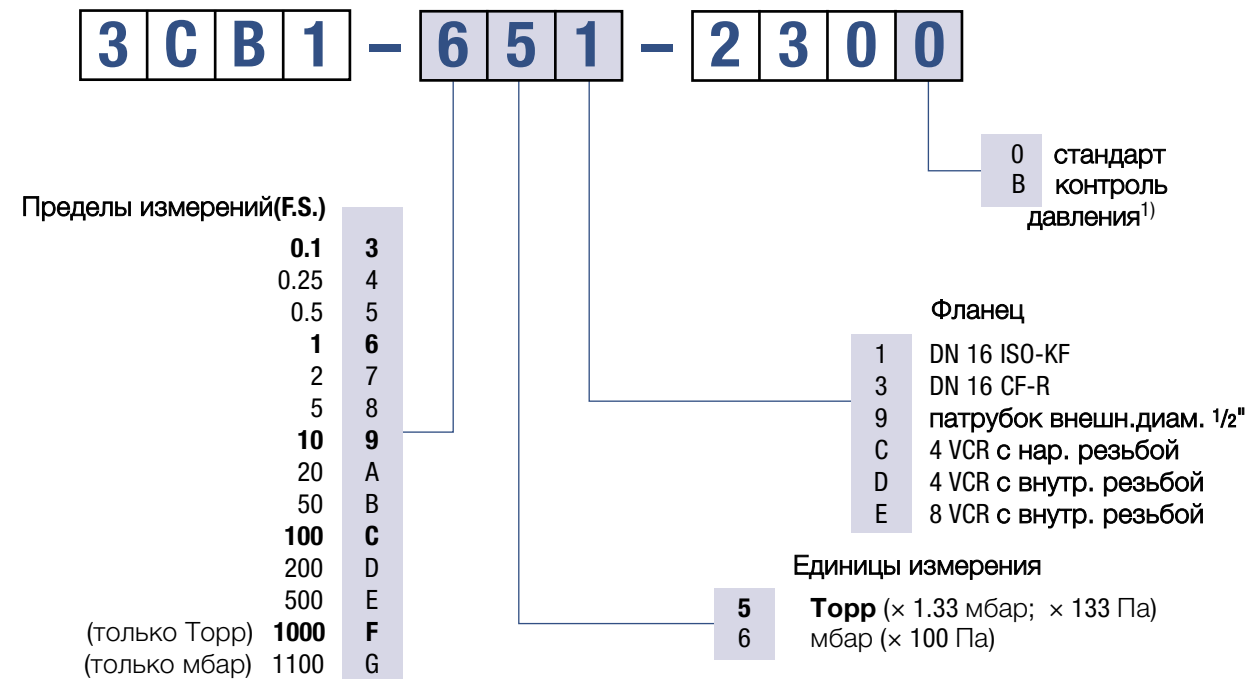 3CB1 – 651 – 2300
0 стандарт
B контроль
давления1)
Пределы измерений(F.S.)
0.1 3
0.25 4
0.5 5
1 6
2 7
5 8
10 9
20 A
50 B
100 C
200 D
500 E
(только Торр) 1000 F
(только мбар) 1100 G
Фланец
1 DN 16 ISO-KF
3 DN 16 CF-R
9 патрубок внешн.диам. 1/2"
C 4 VCR с нар. резьбой
D 4 VCR с внутр. резьбой
E 8 VCR с внутр. резьбой
Единицы измерения
5 Торр (× 1.33 мбар; × 133 Па)
6 мбар (× 100 Па)